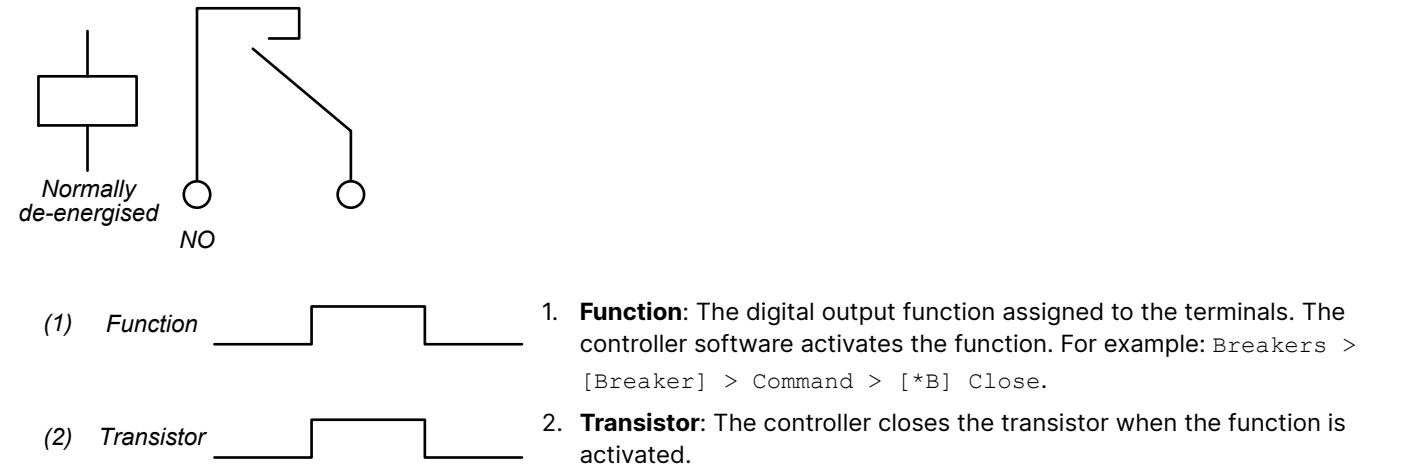 Normally
de-energised
NO
(1) Function
1. Function: The digital output function assigned to the terminals. The
controller software activates the function. For example: Breakers >
[Breaker] > Command > [*B] Close.
(2) Transistor
2. Transistor: The controller closes the transistor when the function is
activated.